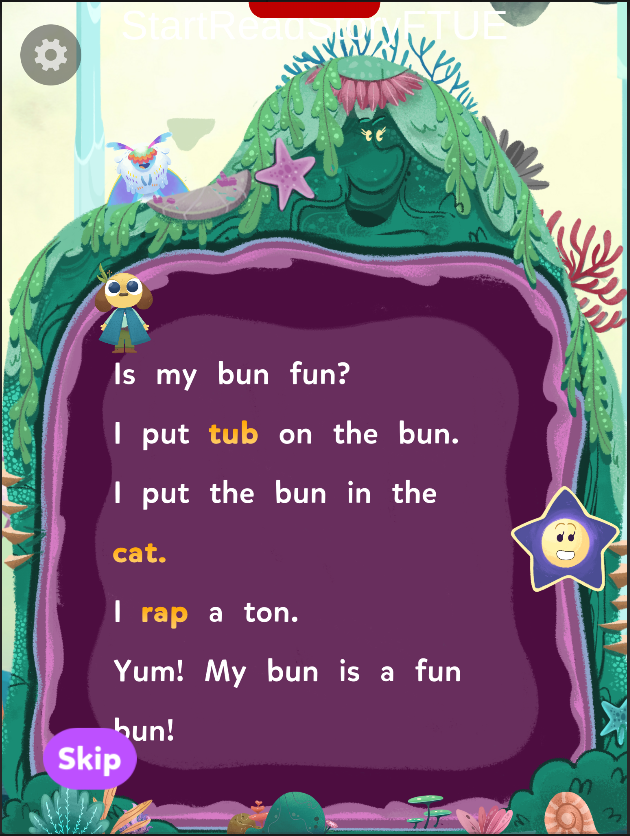 StartReadStoryFTUE
Is my bun fun?
I put tub on the bun.
I put the bun in the
cat.
I rap a ton.
Yum! My bun is a fun
bun!
Skip